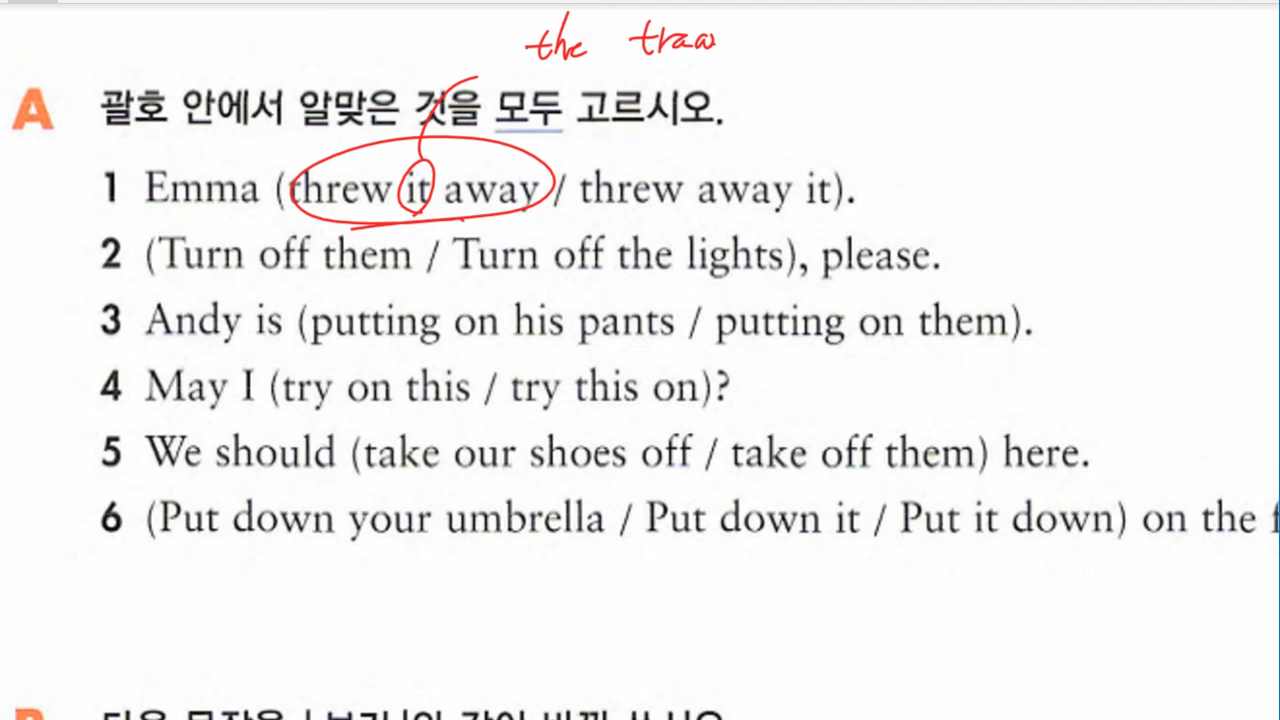 the
A 괄호 안에서 알맞은 것을 모두 고르시오.
1 Emma (threw it away / threw away it).
2 (Turn off them / Turn off the lights), please.
3 Andy is (putting on his pants / putting on them).
4 May I (try on this / try this on)?
5 We should (take our shoes off / take off them) here.
6 (Put down your umbrella / Put down it / Put it down) on the